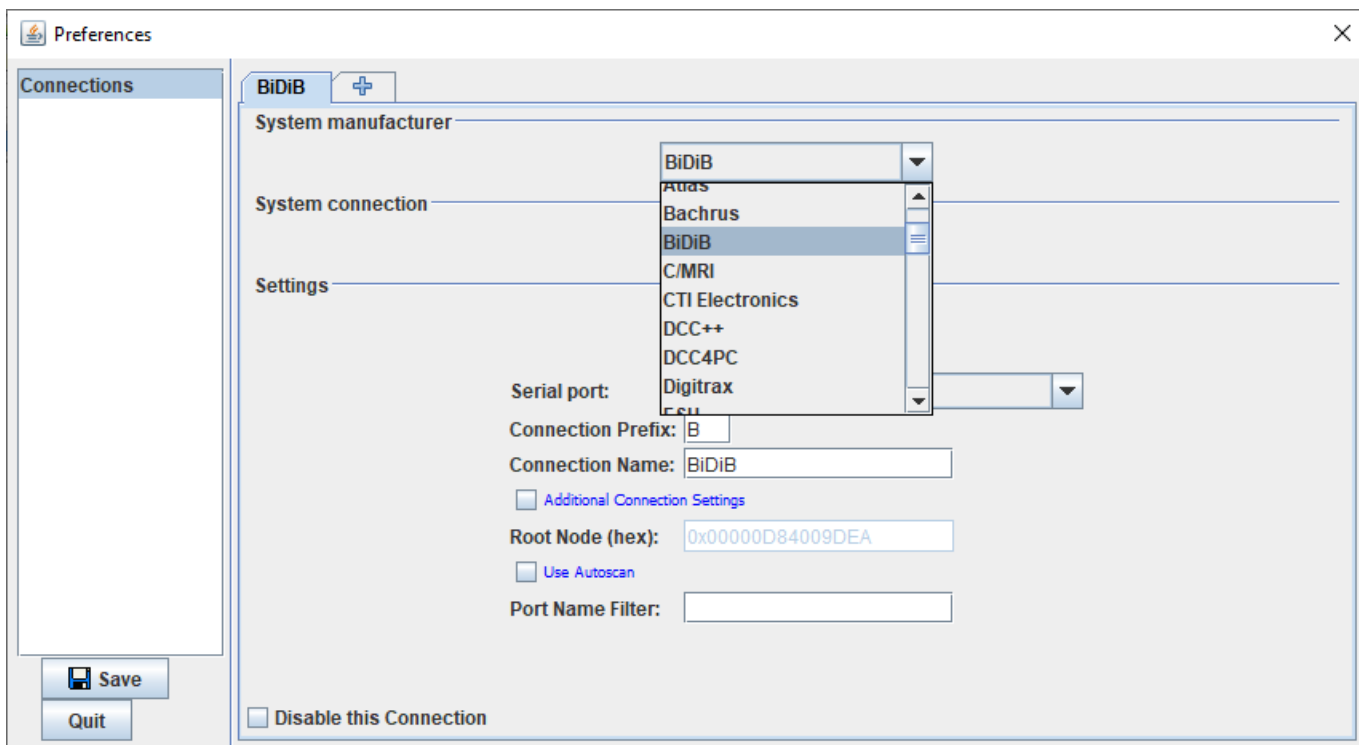 Preferences
Connections
BiDiB
System manufacturer
BiDiB
Atlas
System connection
Bachrus
BiDiB
C/MRI
Settings
CTI Electronics
DCC++
DCC4PC
Digitrax
Serial port:
ESU
Connection Prefix: B
Connection Name: BiDiB
Additional Connection Settings
Root Node (hex): 0x00000D84009DEA
Use Autoscan
Port Name Filter:
Save
Quit
Disable this Connection